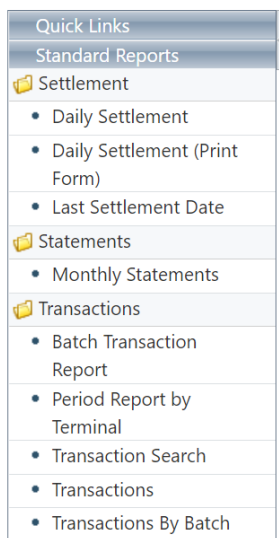 Quick Links
Standard Reports
Settlement
Daily Settlement
Daily Settlement (Print
Form)
Last Settlement Date
Statements
Monthly Statements
Transactions
Batch Transaction
Report
Period Report by
Terminal
Transaction Search
Transactions
Transactions By Batch